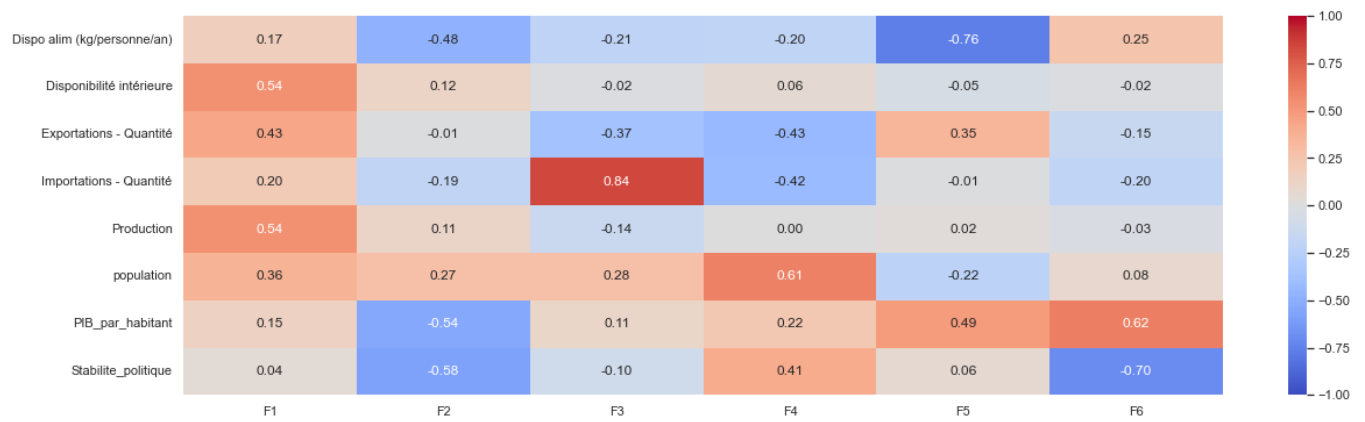 Dispo alim (kg/personne/an) 0.17 -0.48 -0.21 -0.20 -0.76 0.25
Disponibilité intérieure 0.54 0.12 -0.02 0.06 -0.05 -0.02
Exportations - Quantité 0.43 -0.01 -0.37 -0.43 0.35 -0.15
Importations - Quantité 0.20 -0.19 0.84 -0.42 -0.01 -0.20
Production 0.54 0.11 -0.14 0.00 0.02 -0.03
population 0.36 0.27 0.28 0.61 -0.22 0.08
PIB_par_habitant 0.15 -0.54 0.11 0.22 0.49 0.62
Stabilite_politique 0.04 -0.58 -0.10 0.41 0.06 -0.70
F1 F2 F3 F4 F5 F6
1.00
0.75
0.50
0.25
0.00
−0.25
−0.50
−0.75
−1.00